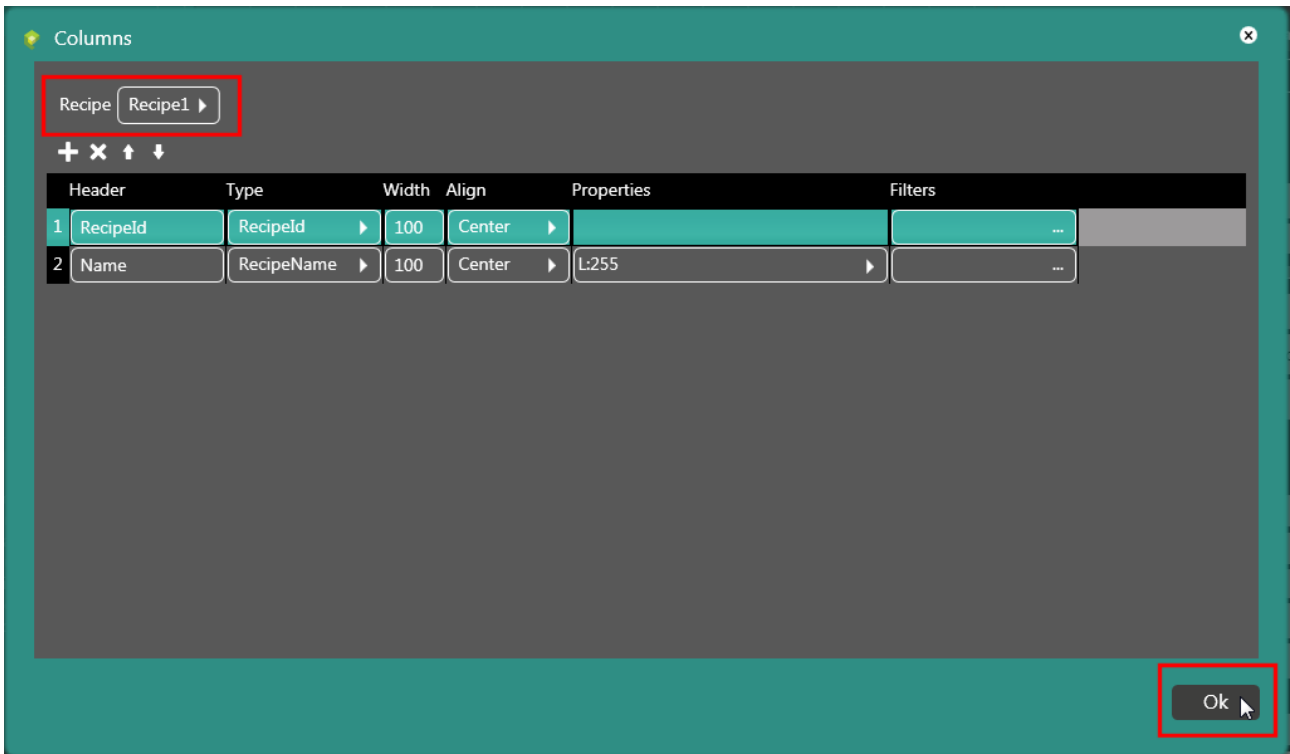 Columns
Recipe Recipe1
Header Type Width Align Properties Filters
1 RecipeId RecipeId 100 Center ...
2 Name RecipeName 100 Center L:255 ...
Ok